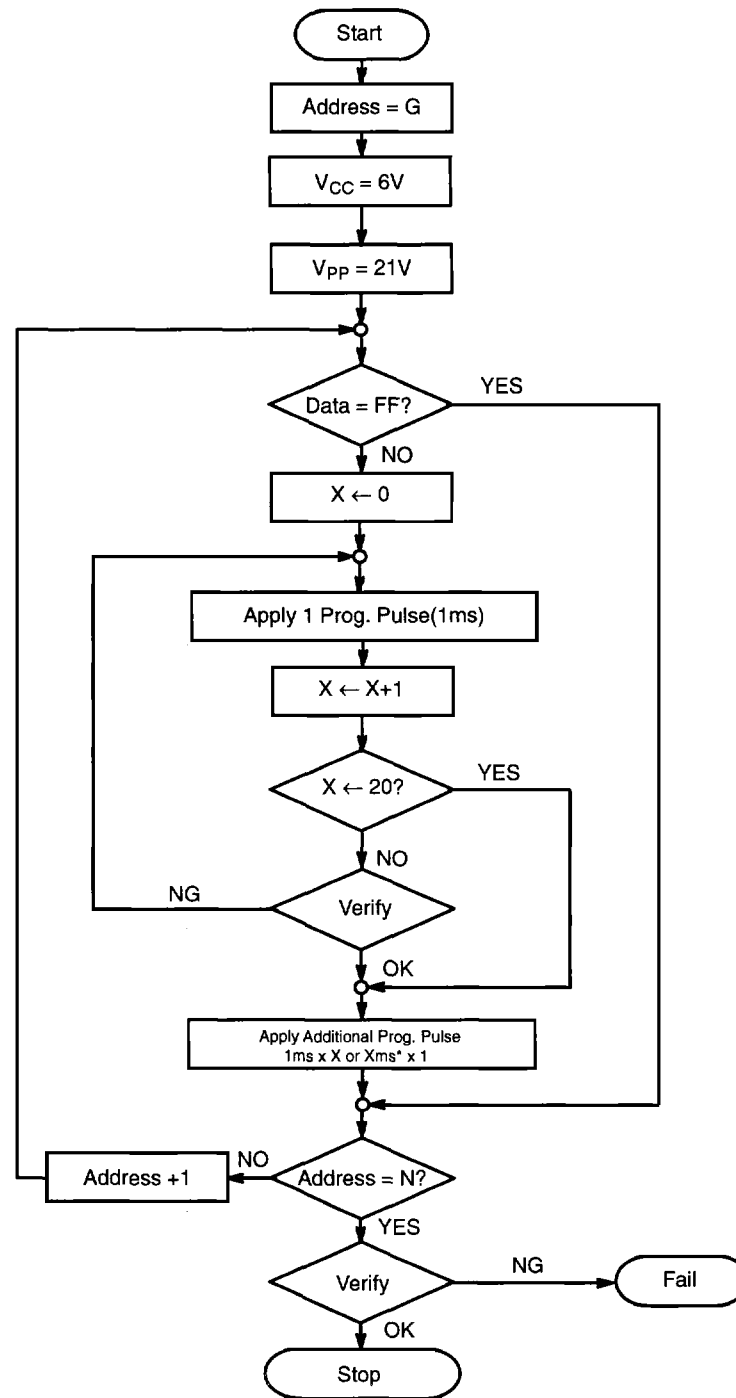 Start
Address = G
VCC = 6V
VPP = 21V
Data = FF?
YES
NO
X ← 0
Apply 1 Prog. Pulse(1ms)
X ← X+1
X ← 20?
YES
NO
NG
Verify
OK
Apply Additional Prog. Pulse
1ms x X or Xms* x 1
Address +1
NO
Address = N?
YES
Verify
NG
Fail
OK
Stop